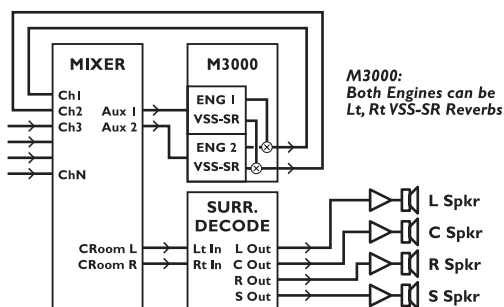 MIXER
Ch1
Ch2
Ch3
ChN
Aux 1
Aux 2
CRoom L
CRoom R
M3000
ENG 1
VSS-SR
ENG 2
VSS-SR
M3000:
Both Engines can be
Lt, Rt VSS-SR Reverbs
SURR.
DECODE
Lt In
Rt In
L Out
C Out
R Out
S Out
L Spkr
C Spkr
R Spkr
S Spkr